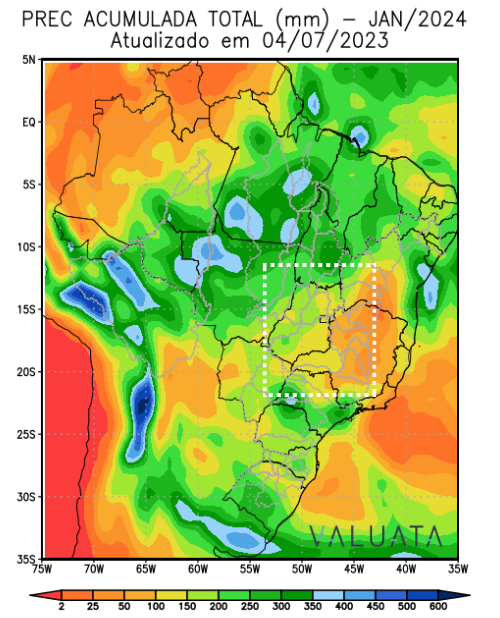 PREC ACUMULADA TOTAL (mm) – JAN/2024
Atualizado em 04/07/2023
5N
EQ
5S
10S
15S
20S
25S
30S
35S
VALUATA
75W 70W 65W 60W 55W 50W 45W 40W 35W
2 25 50 100 150 200 250 300 350 400 450 500 600